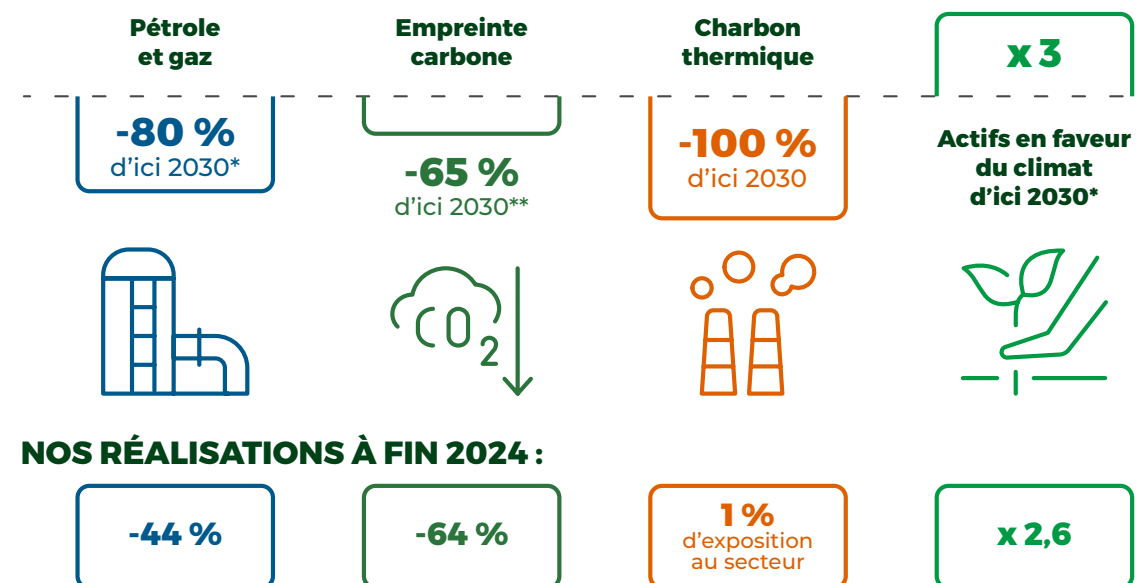 Pétrole
et gaz
-80 %
d'ici 2030*
Empreinte
carbone
-65 %
d'ici 2030**
Charbon
thermique
-100 %
d'ici 2030
x 3
Actifs en faveur
du climat
d'ici 2030*
CO2
NOS RÉALISATIONS À FIN 2024 :
-44 %
-64 %
1 %
d'exposition
au secteur
x 2,6